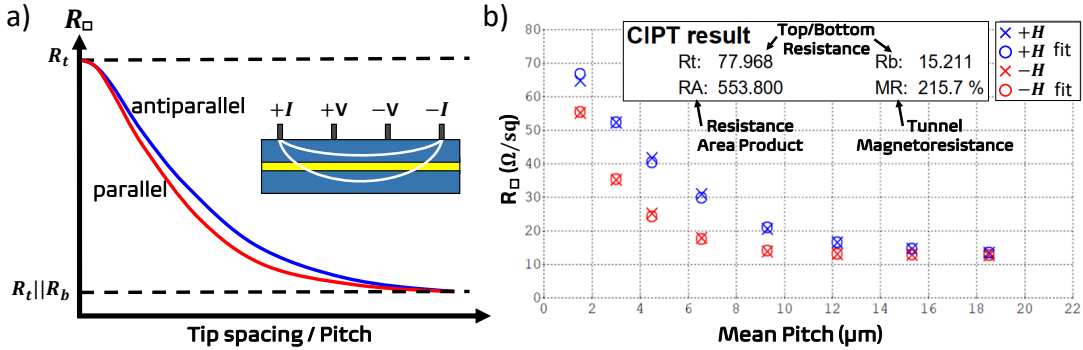 a)
R□
Rt
antiparallel
parallel
+I +V −V −I
Rt||Rb
Tip spacing / Pitch
b)
CIPT result
Top/Bottom
Resistance
Rt: 77.968
Rb: 15.211
RA: 553.800
MR: 215.7 %
Resistance
Area Product
Tunnel
Magnetoresistance
+H
+H fit
−H
−H fit
R□ (Ω/sq)
80
70
60
50
40
30
20
10
0
0 2 4 6 8 10 12 14 16 18 20 22
Mean Pitch (μm)